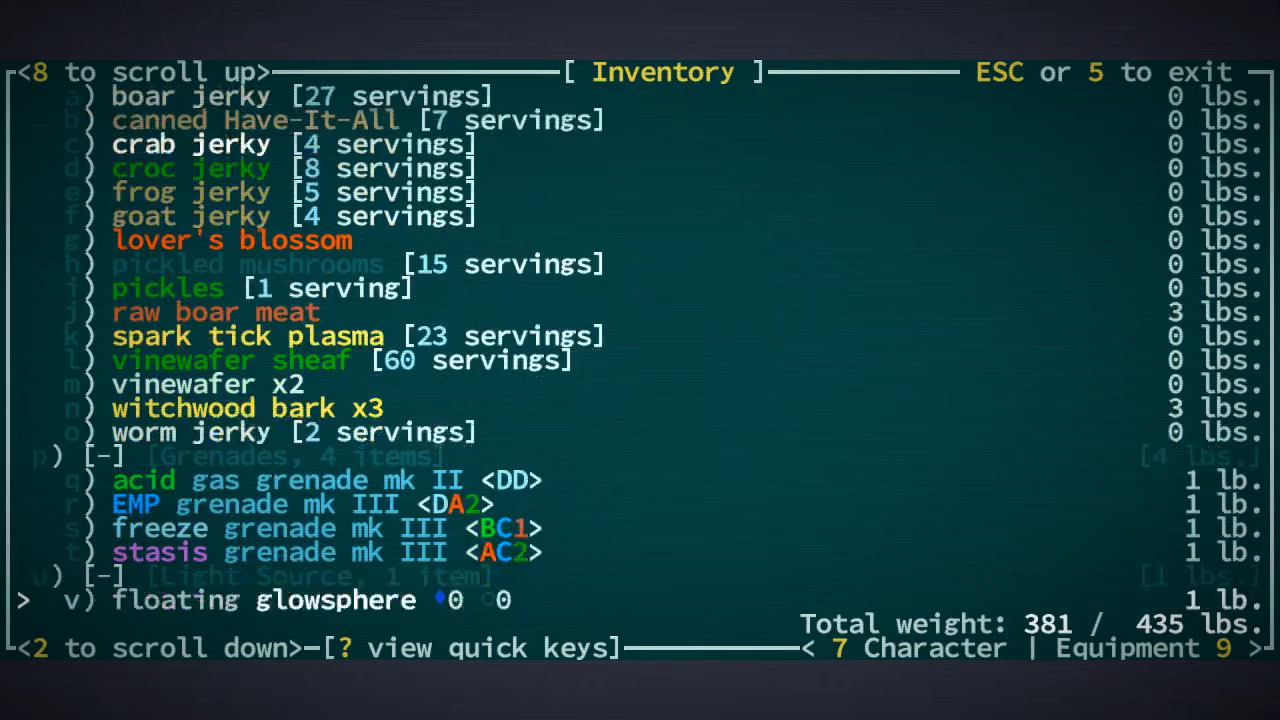 <8 to scroll up> [ Inventory ] ESC or 5 to exit
a) boar jerky [27 servings] 0 lbs.
b) canned Have-It-All [7 servings] 0 lbs.
c) crab jerky [4 servings] 0 lbs.
d) croc jerky [8 servings] 0 lbs.
e) frog jerky [5 servings] 0 lbs.
f) goat jerky [4 servings] 0 lbs.
g) lover's blossom 0 lbs.
h) pickled mushrooms [15 servings] 0 lbs.
i) pickles [1 serving] 0 lbs.
j) raw boar meat 3 lbs.
k) spark tick plasma [23 servings] 0 lbs.
l) vinewafer sheaf [60 servings] 0 lbs.
m) vinewafer x2 0 lbs.
n) witchwood bark x3 3 lbs.
o) worm jerky [2 servings] 0 lbs.
p) [-] [Grenades, 4 items] [4 lbs.]
q) acid gas grenade mk II <DD> 1 lb.
r) EMP grenade mk III <DA2> 1 lb.
s) freeze grenade mk III <BC1> 1 lb.
t) stasis grenade mk III <AC2> 1 lb.
u) [-] [Light Source, 1 item] [1 lbs.]
> v) floating glowsphere ♦0 ○0 1 lb.
Total weight: 381 / 435 lbs.
<2 to scroll down> [? view quick keys] < 7 Character | Equipment 9 >